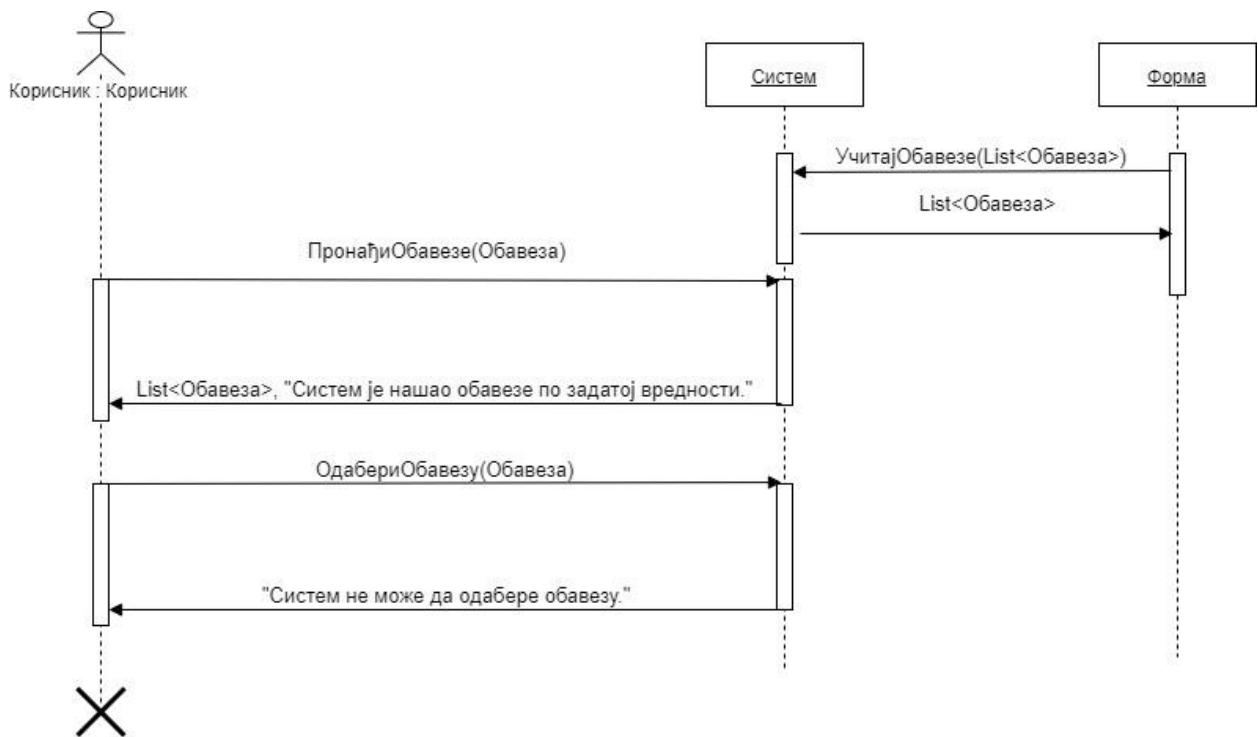 Корисник : Корисник
Систем
Форма
УчитајОбавезе(List<Обавеза>)
List<Обавеза>
ПронађиОбавезе(Обавеза)
List<Обавеза>, "Систем је нашао обавезе по задатој вредности."
ОдабериОбавезу(Обавеза)
"Систем не може да одабере обавезу."